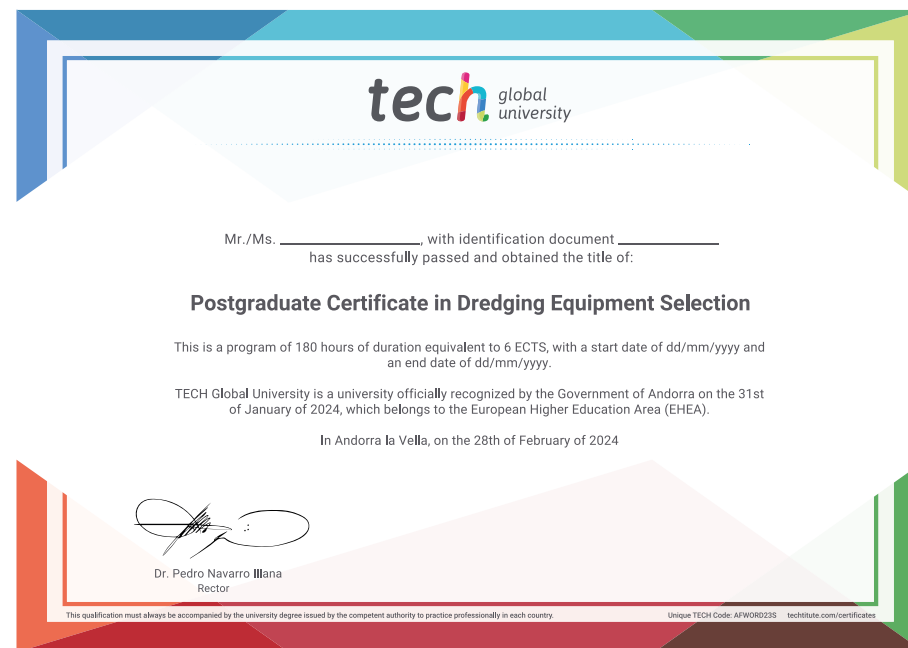 tech global university
Mr./Ms. ________________, with identification document ____________
has successfully passed and obtained the title of:
Postgraduate Certificate in Dredging Equipment Selection
This is a program of 180 hours of duration equivalent to 6 ECTS, with a start date of dd/mm/yyyy and
an end date of dd/mm/yyyy.
TECH Global University is a university officially recognized by the Government of Andorra on the 31st
of January of 2024, which belongs to the European Higher Education Area (EHEA).
In Andorra la Vella, on the 28th of February of 2024
Dr. Pedro Navarro Illana
Rector
This qualification must always be accompanied by the university degree issued by the competent authority to practice professionally in each country.
Unique TECH Code: AFWORD23S techtitute.com/certificates